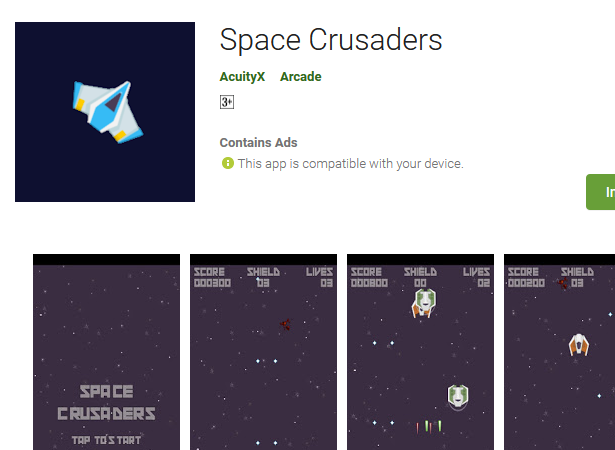 Space Crusaders
AcuityX Arcade
3+
Contains Ads
This app is compatible with your device.
In
SPACE
CRUSADERS
TAP TO START
SCORE SHIELD LIVES
000300 03 03
SCORE SHIELD LIVES
000800 00 02
SCORE SHIELD
000200 03